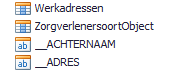 Werkadressen
ZorgverlenersoortObject
__ACHTERNAAM
__ADRES